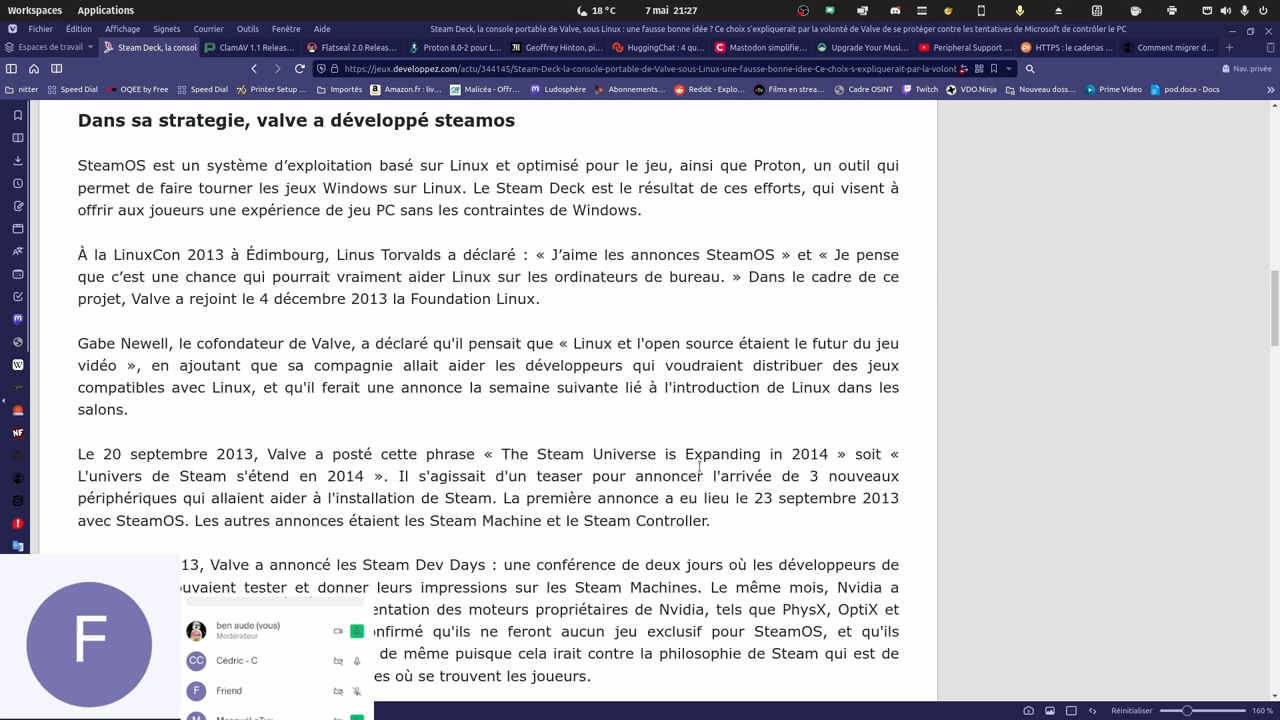 Workspaces Applications 18 °C 7 mai 21:27
Fichier Édition Affichage Signets Courrier Outils Fenêtre Aide Steam Deck, la console portable de Valve, sous Linux : une fausse bonne idée ? Ce choix s'expliquerait par la volonté de Valve de se protéger contre les tentatives de Microsoft de contrôler le PC
Espaces de travail Steam Deck, la consol ClamAV 1.1 Releas... Flatseal 2.0 Releas... Proton 8.0-2 pour L... Geoffrey Hinton, pi... HuggingChat : 4 qu... Mastodon simplifie... Upgrade Your Musi... Peripheral Support ... HTTPS : le cadenas ... Comment migrer d...
https://jeux.developpez.com/actu/344145/Steam-Deck-la-console-portable-de-Valve-sous-Linux-une-fausse-bonne-idee-Ce-choix-s-expliquerait-par-la-volont Nav. privée
nitter Speed Dial OQEE by Free Speed Dial Printer Setup ... Importés Amazon.fr : liv... Malicéa - Offi... Ludosphère Abonnements... Reddit - Explo... Films en strea... Cadre OSINT Twitch VDO.Ninja Nouveau doss... Prime Video pod.docx - Docs
Dans sa strategie, valve a développé steamos
SteamOS est un système d’exploitation basé sur Linux et optimisé pour le jeu, ainsi que Proton, un outil qui
permet de faire tourner les jeux Windows sur Linux. Le Steam Deck est le résultat de ces efforts, qui visent à
offrir aux joueurs une expérience de jeu PC sans les contraintes de Windows.
À la LinuxCon 2013 à Édimbourg, Linus Torvalds a déclaré : « J’aime les annonces SteamOS » et « Je pense
que c’est une chance qui pourrait vraiment aider Linux sur les ordinateurs de bureau. » Dans le cadre de ce
projet, Valve a rejoint le 4 décembre 2013 la Foundation Linux.
Gabe Newell, le cofondateur de Valve, a déclaré qu'il pensait que « Linux et l'open source étaient le futur du jeu
vidéo », en ajoutant que sa compagnie allait aider les développeurs qui voudraient distribuer des jeux
compatibles avec Linux, et qu'il ferait une annonce la semaine suivante lié à l'introduction de Linux dans les
salons.
Le 20 septembre 2013, Valve a posté cette phrase « The Steam Universe is Expanding in 2014 » soit «
L'univers de Steam s'étend en 2014 ». Il s'agissait d'un teaser pour annoncer l'arrivée de 3 nouveaux
périphériques qui allaient aider à l'installation de Steam. La première annonce a eu lieu le 23 septembre 2013
avec SteamOS. Les autres annonces étaient les Steam Machine et le Steam Controller.
13, Valve a annoncé les Steam Dev Days : une conférence de deux jours où les développeurs de
uvaient tester et donner leurs impressions sur les Steam Machines. Le même mois, Nvidia a
entation des moteurs propriétaires de Nvidia, tels que PhysX, OptiX et
onfirmé qu'ils ne feront aucun jeu exclusif pour SteamOS, et qu'ils
de même puisque cela irait contre la philosophie de Steam qui est de
es où se trouvent les joueurs.
F
ben aude (vous)
Modérateur
CC Cédric - C
F Friend
Réinitialiser 160 %